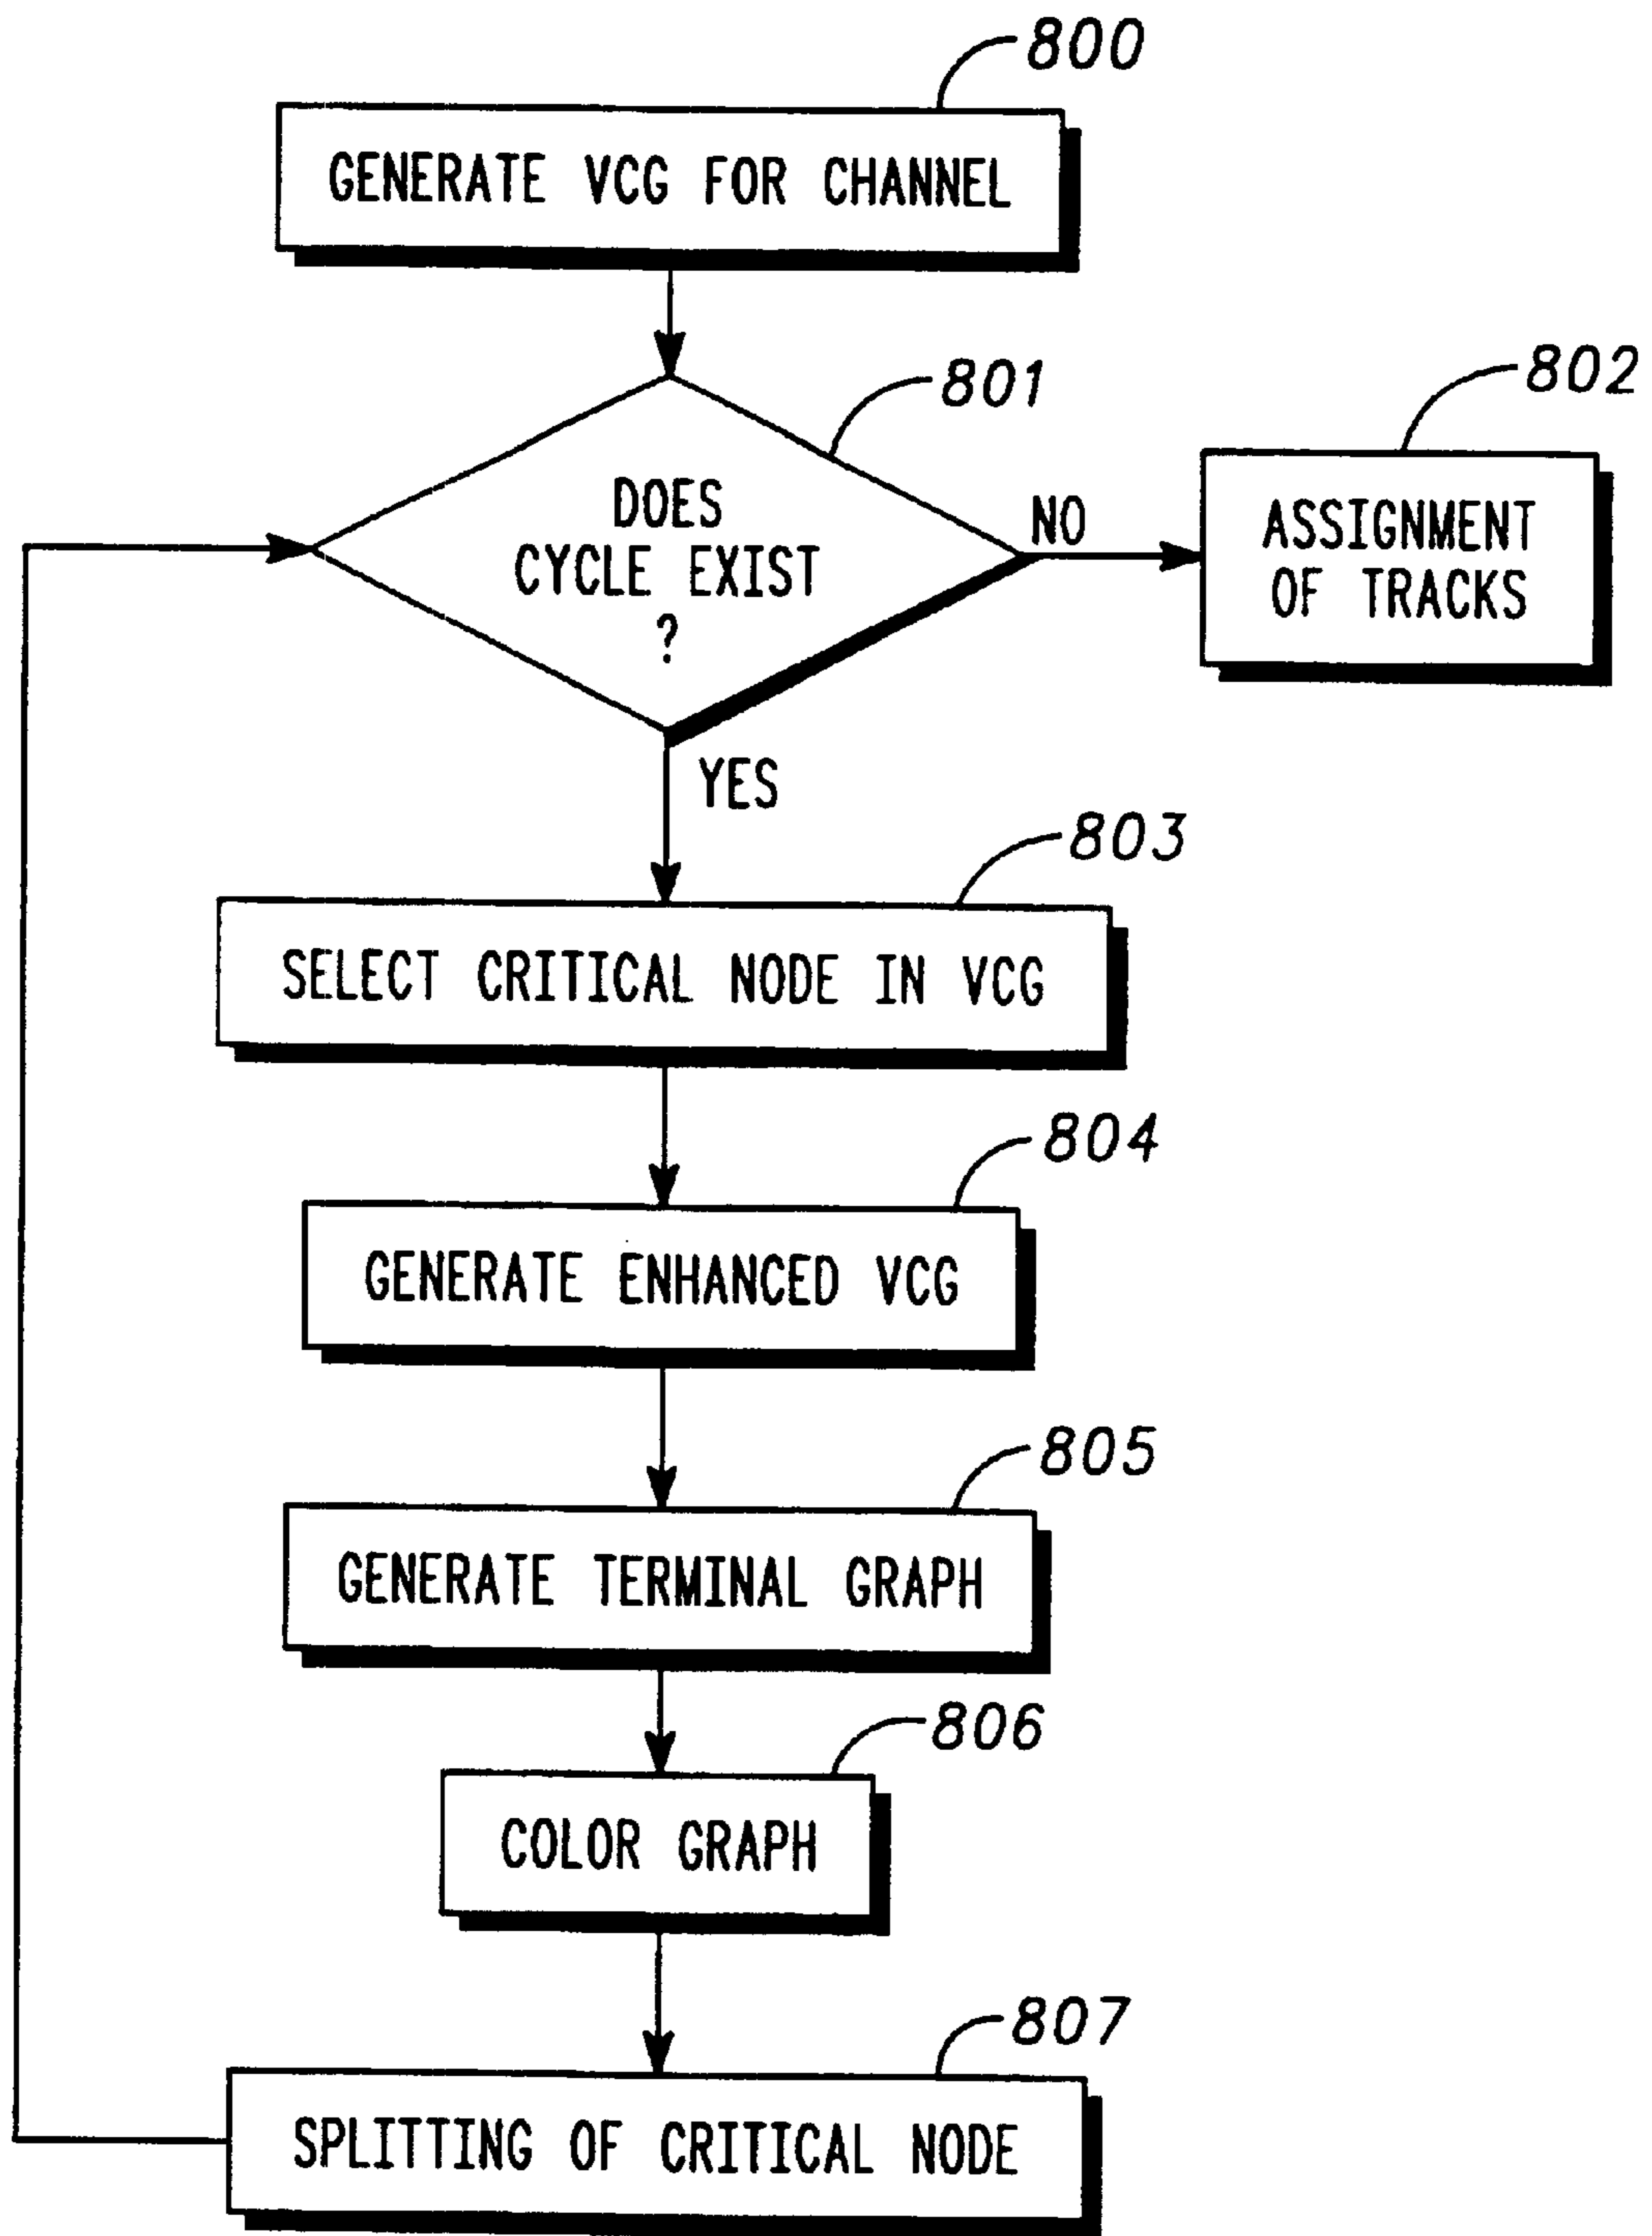 800
GENERATE VCG FOR CHANNEL
801
DOES
CYCLE EXIST
?
NO
802
ASSIGNMENT
OF TRACKS
YES
803
SELECT CRITICAL NODE IN VCG
804
GENERATE ENHANCED VCG
805
GENERATE TERMINAL GRAPH
806
COLOR GRAPH
807
SPLITTING OF CRITICAL NODE